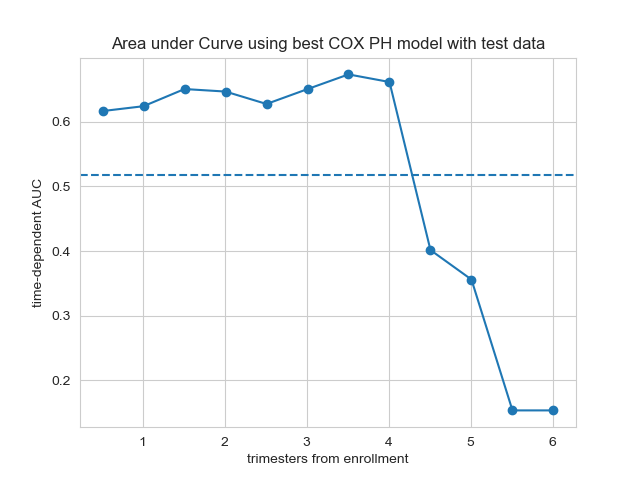 Area under Curve using best COX PH model with test data
time-dependent AUC
0.6
0.5
0.4
0.3
0.2
1 2 3 4 5 6
trimesters from enrollment